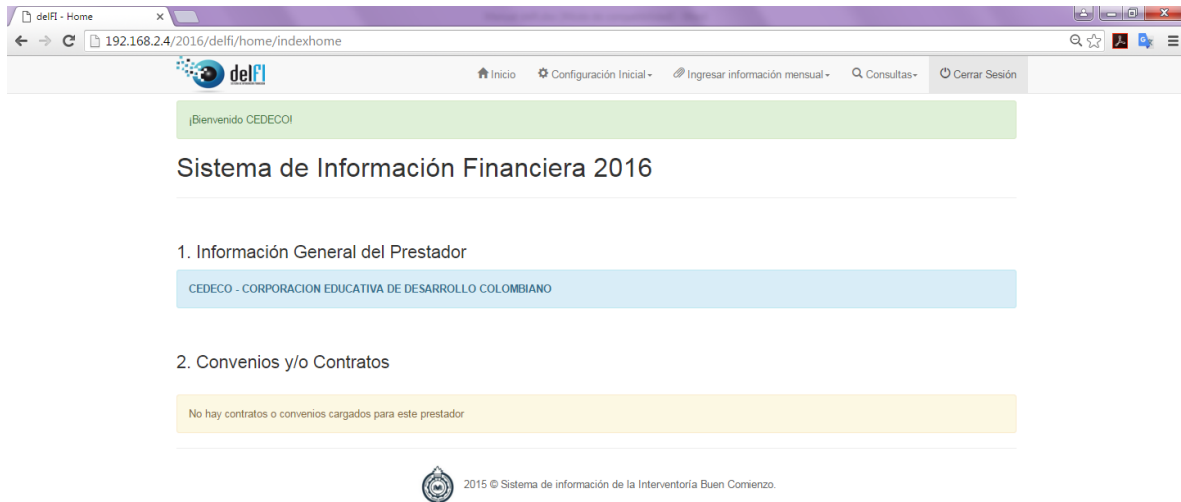 delFI - Home
192.168.2.4/2016/delfi/home/indexhome
delfI
Inicio
Configuración Inicial
Ingresar información mensual
Consultas
Cerrar Sesión
¡Bienvenido CEDECO!
Sistema de Información Financiera 2016
1. Información General del Prestador
CEDECO - CORPORACION EDUCATIVA DE DESARROLLO COLOMBIANO
2. Convenios y/o Contratos
No hay contratos o convenios cargados para este prestador
2015 © Sistema de información de la Interventoría Buen Comienzo.